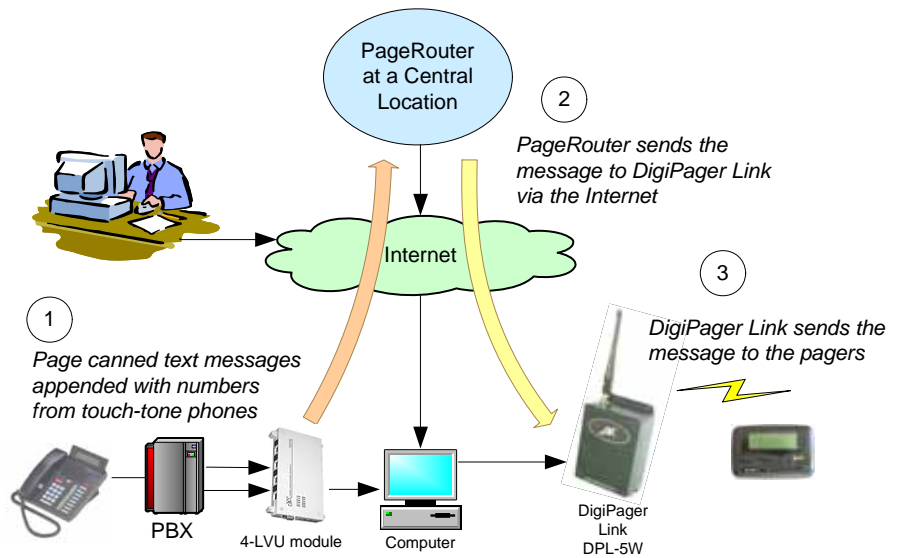 PageRouter
at a Central
Location
2
PageRouter sends the
message to DigiPager Link
via the Internet
Internet
3
DigiPager Link sends the
message to the pagers
1
Page canned text messages
appended with numbers
from touch-tone phones
PBX
4-LVU module
Computer
DigiPager
Link
DPL-5W